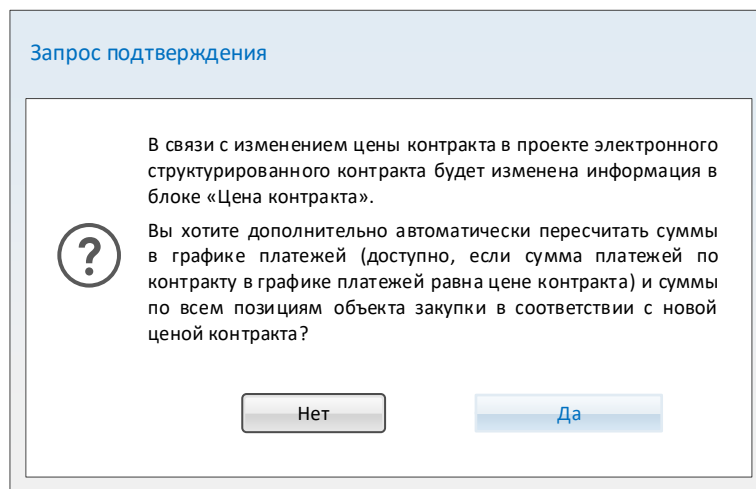 Запрос подтверждения
В связи с изменением цены контракта в проекте электронного
структурированного контракта будет изменена информация в
блоке «Цена контракта».
Вы хотите дополнительно автоматически пересчитать суммы
в графике платежей (доступно, если сумма платежей по
контракту в графике платежей равна цене контракта) и суммы
по всем позициям объекта закупки в соответствии с новой
ценой контракта?
Нет
Да